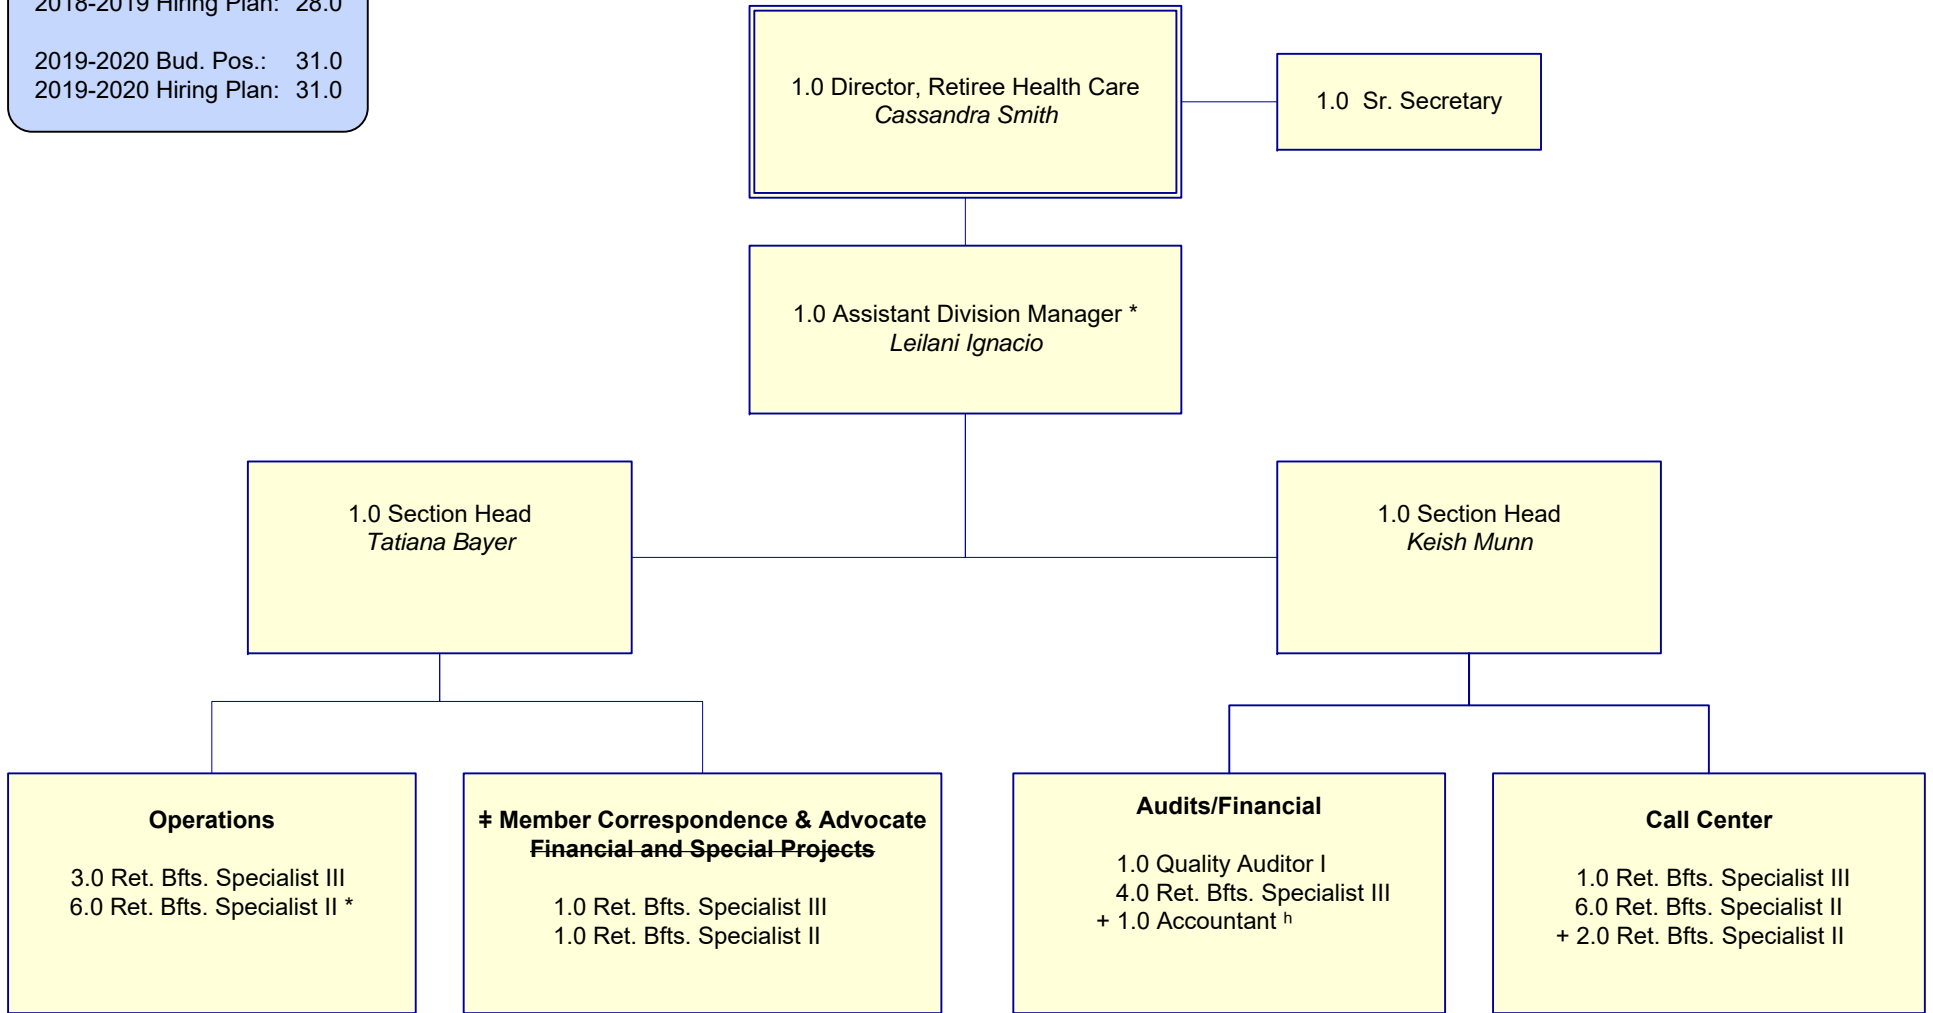 2018-2019 Hiring Plan: 28.0
2019-2020 Bud. Pos.: 31.0
2019-2020 Hiring Plan: 31.0
1.0 Director, Retiree Health Care
Cassandra Smith
1.0 Sr. Secretary
1.0 Assistant Division Manager *
Leilani Ignacio
1.0 Section Head
Tatiana Bayer
1.0 Section Head
Keish Munn
Operations
3.0 Ret. Bfts. Specialist III
6.0 Ret. Bfts. Specialist II *
ǂ Member Correspondence & Advocate
Financial and Special Projects
1.0 Ret. Bfts. Specialist III
1.0 Ret. Bfts. Specialist II
Audits/Financial
1.0 Quality Auditor I
4.0 Ret. Bfts. Specialist III
+ 1.0 Accountant ʰ
Call Center
1.0 Ret. Bfts. Specialist III
6.0 Ret. Bfts. Specialist II
+ 2.0 Ret. Bfts. Specialist II